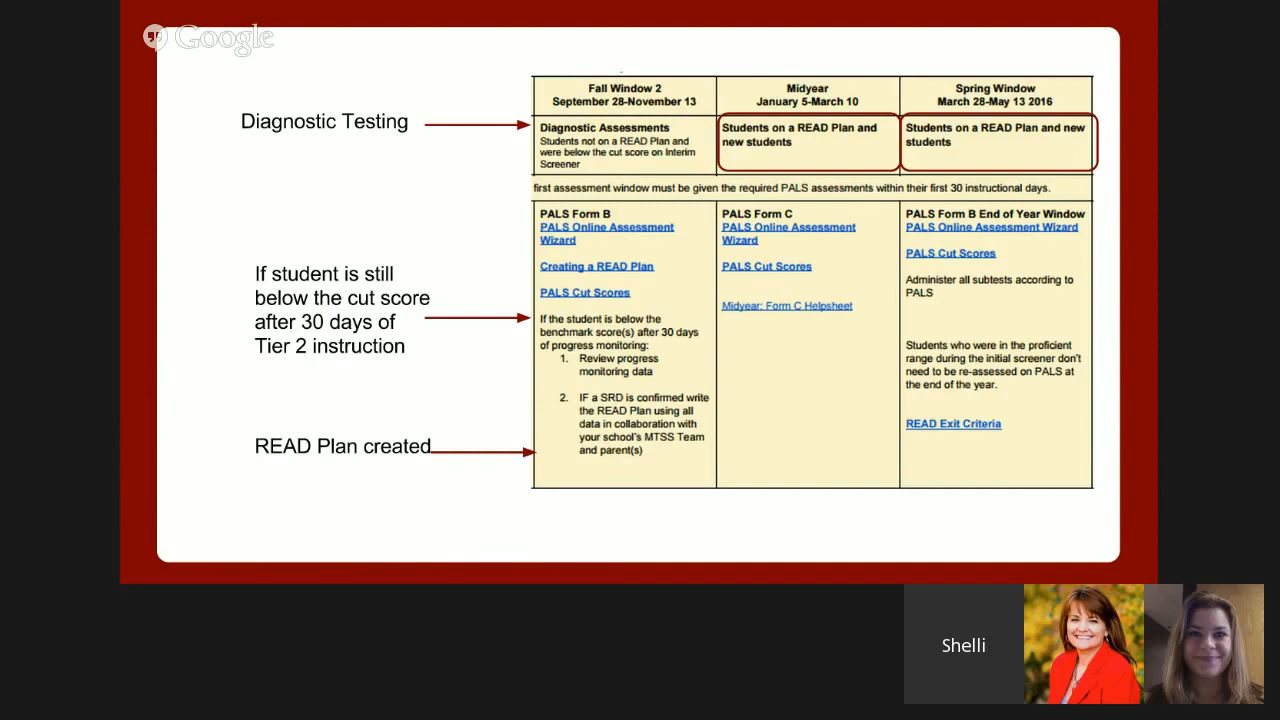 Google
Diagnostic Testing
If student is still
below the cut score
after 30 days of
Tier 2 instruction
READ Plan created
Fall Window 2
September 28-November 13
Midyear
January 5-March 10
Spring Window
March 28-May 13 2016
Diagnostic Assessments
Students not on a READ Plan and
were below the cut score on Interim
Screener
Students on a READ Plan and
new students
Students on a READ Plan and new
students
first assessment window must be given the required PALS assessments within their first 30 instructional days.
PALS Form B
PALS Online Assessment
Wizard
Creating a READ Plan
PALS Cut Scores
If the student is below the
benchmark score(s) after 30 days
of progress monitoring:
1. Review progress
monitoring data
2. IF a SRD is confirmed write
the READ Plan using all
data in collaboration with
your school's MTSS Team
and parent(s)
PALS Form C
PALS Online Assessment
Wizard
PALS Cut Scores
Midyear: Form C Helpsheet
PALS Form B End of Year Window
PALS Online Assessment Wizard
PALS Cut Scores
Administer all subtests according to
PALS
Students who were in the proficient
range during the initial screener don't
need to be re-assessed on PALS at
the end of the year.
READ Exit Criteria
Shelli